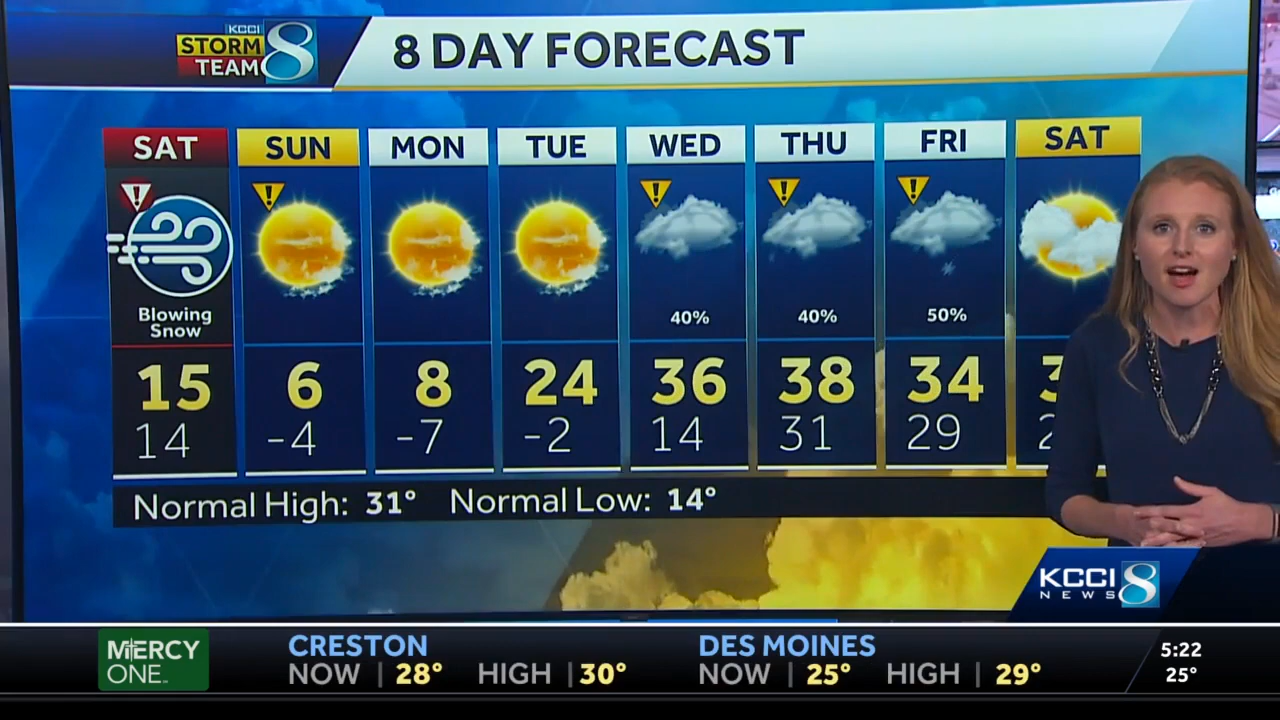 KCCI
STORM
TEAM
8
8 DAY FORECAST
SAT
SUN
MON
TUE
WED
THU
FRI
SAT
Blowing
Snow
40%
40%
50%
15
6
8
24
36
38
34
3
14
-4
-7
-2
14
31
29
2
Normal High: 31° Normal Low: 14°
KCCI 8
NEWS
MERCY
ONE
CRESTON
NOW | 28° HIGH | 30°
DES MOINES
NOW | 25° HIGH | 29°
5:22
25°